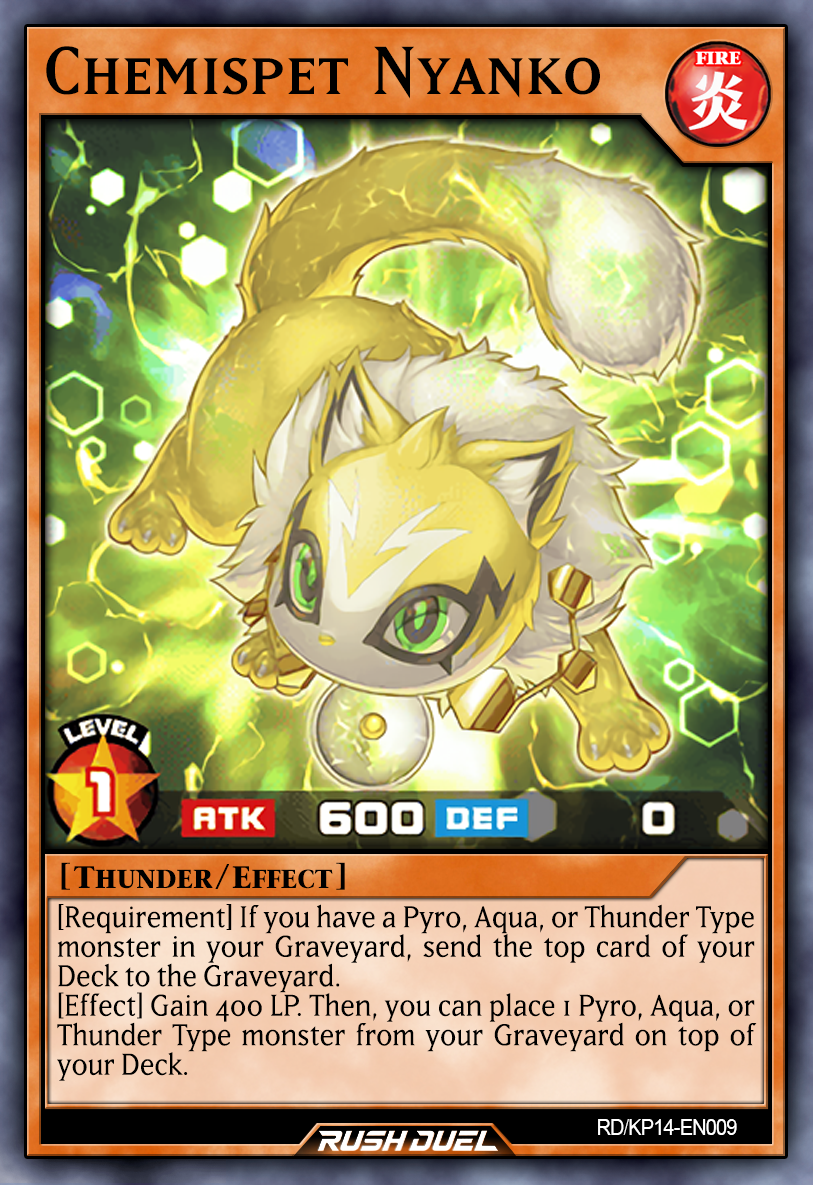 Chemispet Nyanko
FIRE
炎
LEVEL
1
ATK 600 DEF 0
[Thunder/Effect]
[Requirement] If you have a Pyro, Aqua, or Thunder Type
monster in your Graveyard, send the top card of your
Deck to the Graveyard.
[Effect] Gain 400 LP. Then, you can place 1 Pyro, Aqua, or
Thunder Type monster from your Graveyard on top of
your Deck.
RUSH DUEL
RD/KP14-EN009